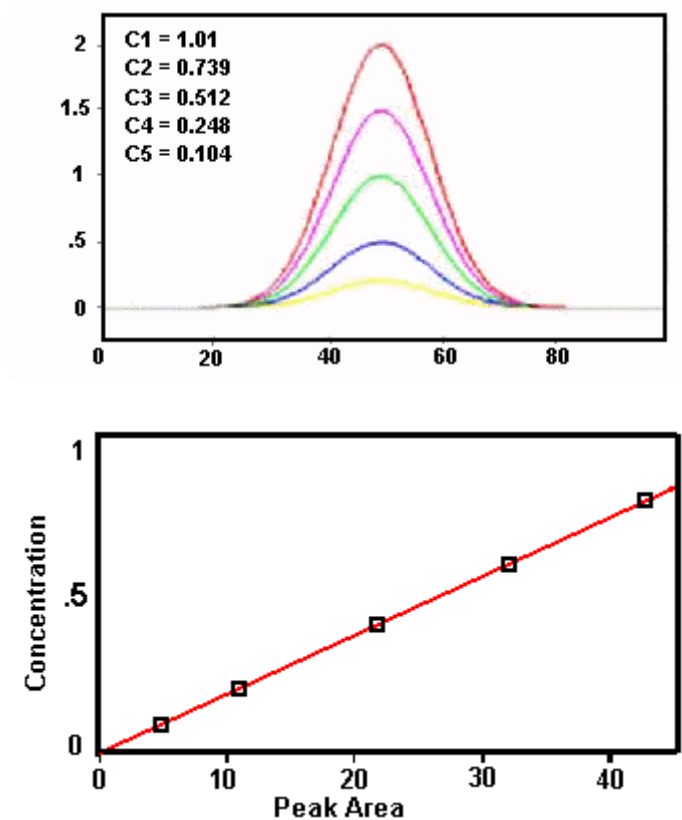 C1 = 1.01
C2 = 0.739
C3 = 0.512
C4 = 0.248
C5 = 0.104
2
1.5
1
.5
0
0 20 40 60 80
1
.5
0
Concentration
0 10 20 30 40
Peak Area